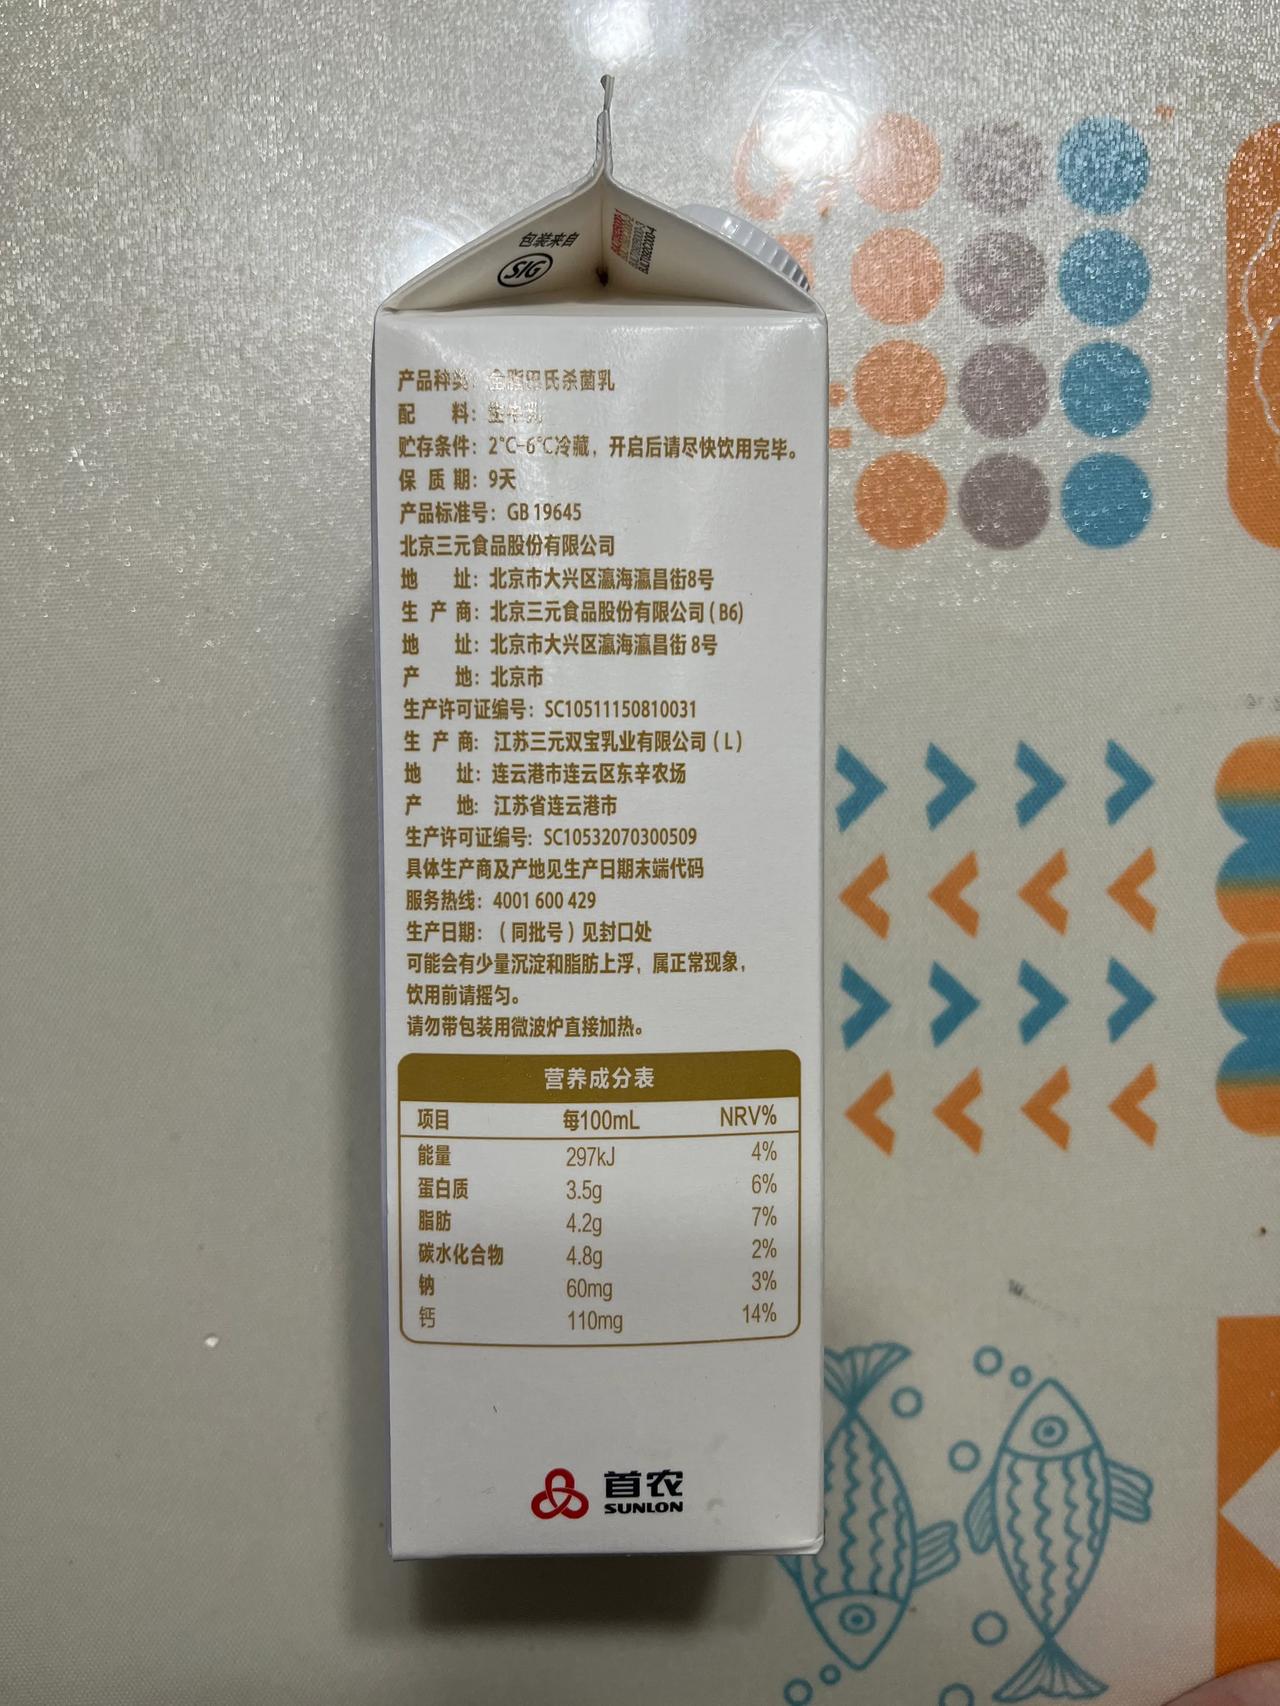 包装来自
SIG
产品种类：全脂巴氏杀菌乳
配 料：生牛乳
贮存条件：2℃-6℃冷藏，开启后请尽快饮用完毕。
保 质 期：9天
产品标准号：GB 19645
北京三元食品股份有限公司
地 址：北京市大兴区瀛海瀛昌街8号
生 产 商：北京三元食品股份有限公司（B6）
地 址：北京市大兴区瀛海瀛昌街 8号
产 地：北京市
生产许可证编号：SC10511150810031
生 产 商：江苏三元双宝乳业有限公司（L）
地 址：连云港市连云区东辛农场
产 地：江苏省连云港市
生产许可证编号：SC10532070300509
具体生产商及产地见生产日期末端代码
服务热线：4001 600 429
生产日期：（同批号）见封口处
可能会有少量沉淀和脂肪上浮，属正常现象，
饮用前请摇匀。
请勿带包装用微波炉直接加热。
营养成分表
项目 每100mL NRV%
能量 297kJ 4%
蛋白质 3.5g 6%
脂肪 4.2g 7%
碳水化合物 4.8g 2%
钠 60mg 3%
钙 110mg 14%
首农
SUNLON